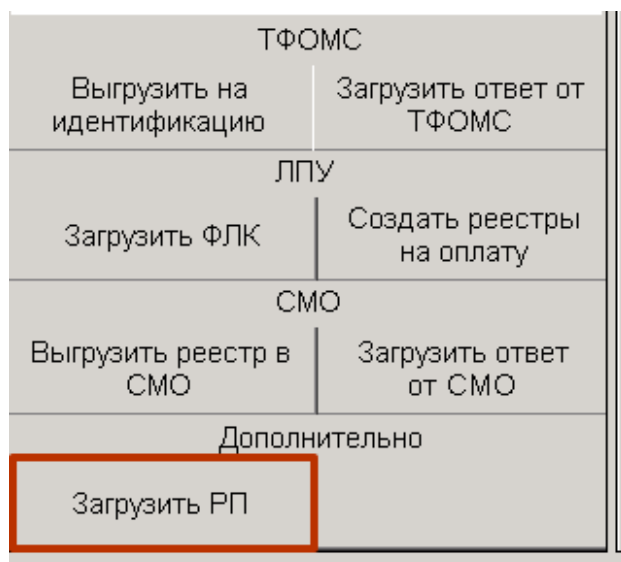 ТФОМС
Выгрузить на
идентификацию
Загрузить ответ от
ТФОМС
ЛПУ
Загрузить ФЛК
Создать реестры
на оплату
СМО
Выгрузить реестр в
СМО
Загрузить ответ
от СМО
Дополнительно
Загрузить РП